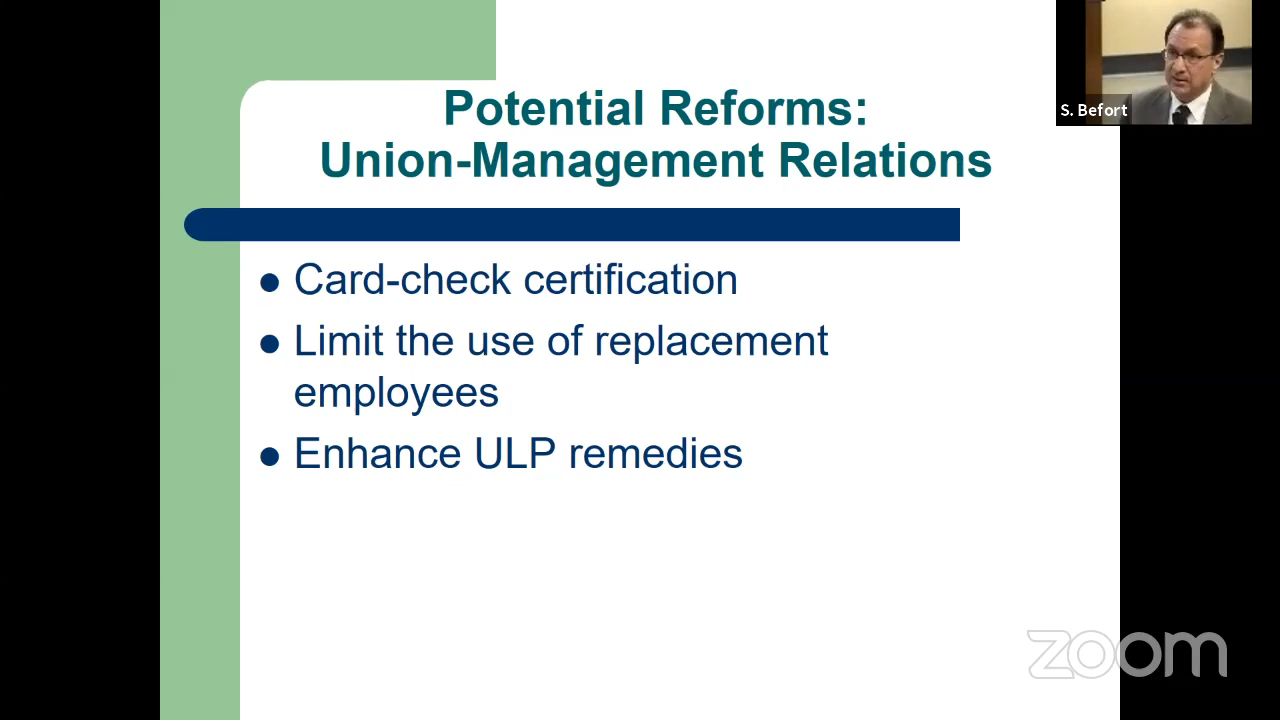 Potential Reforms:
Union-Management Relations
Card-check certification
Limit the use of replacement
employees
Enhance ULP remedies
S. Befort
zoom